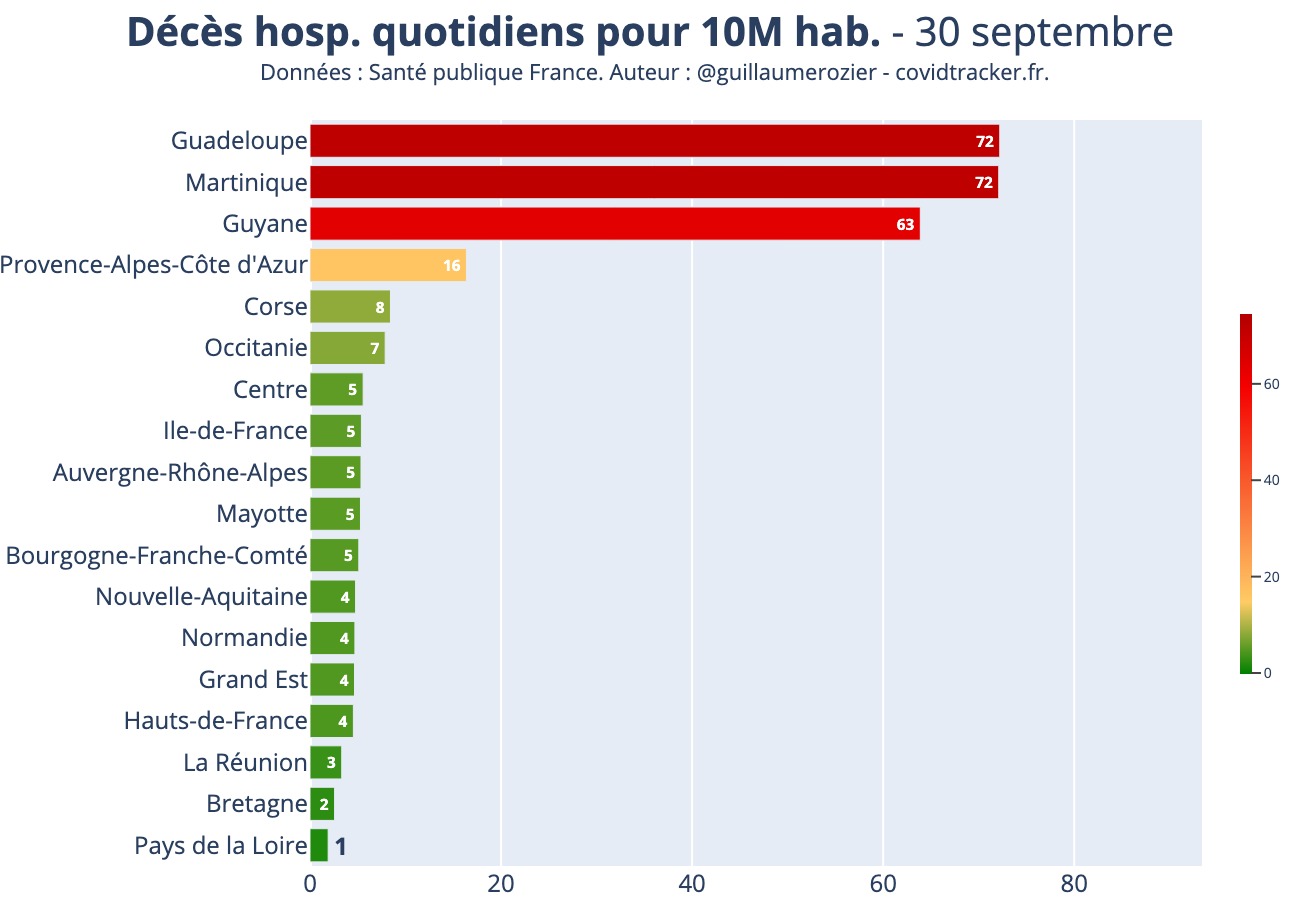 Décès hosp. quotidiens pour 10M hab. - 30 septembre
Données : Santé publique France. Auteur : @guillaumerozier - covidtracker.fr.
Guadeloupe 72
Martinique 72
Guyane 63
Provence-Alpes-Côte d'Azur 16
Corse 8
Occitanie 7
Centre 5
Ile-de-France 5
Auvergne-Rhône-Alpes 5
Mayotte 5
Bourgogne-Franche-Comté 5
Nouvelle-Aquitaine 4
Normandie 4
Grand Est 4
Hauts-de-France 4
La Réunion 3
Bretagne 2
Pays de la Loire 1
0 20 40 60 80
60
40
20
0